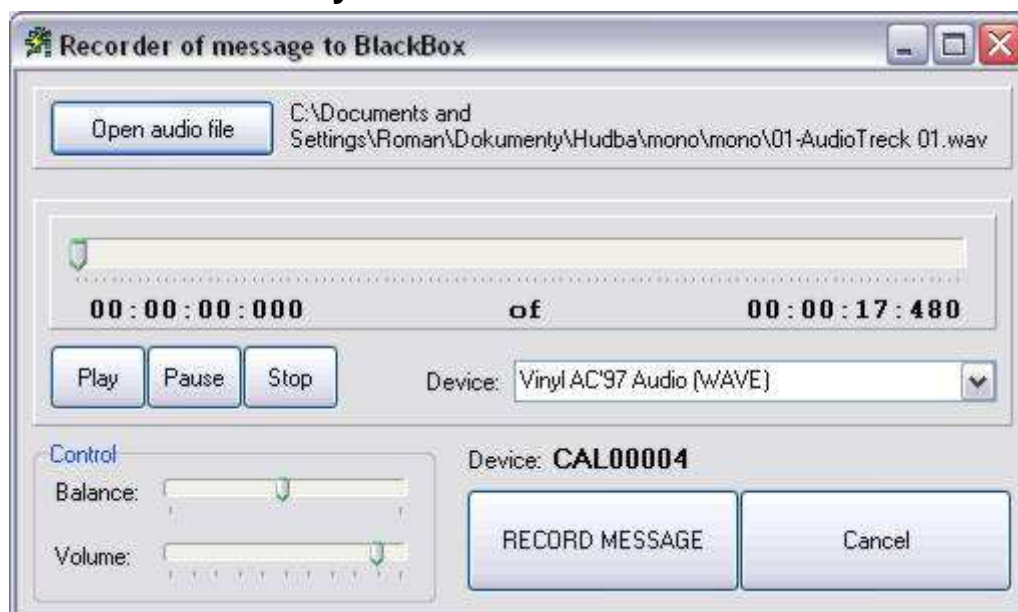 Recorder of message to BlackBox
Open audio file
C:\Documents and
Settings\Roman\Dokumenty\Hudba\mono\mono\01-AudioTreck 01.wav
00:00:00:000 of 00:00:17:480
Play Pause Stop Device: Vinyl AC'97 Audio (WAVE)
Control
Balance:
Volume:
Device: CAL00004
RECORD MESSAGE Cancel